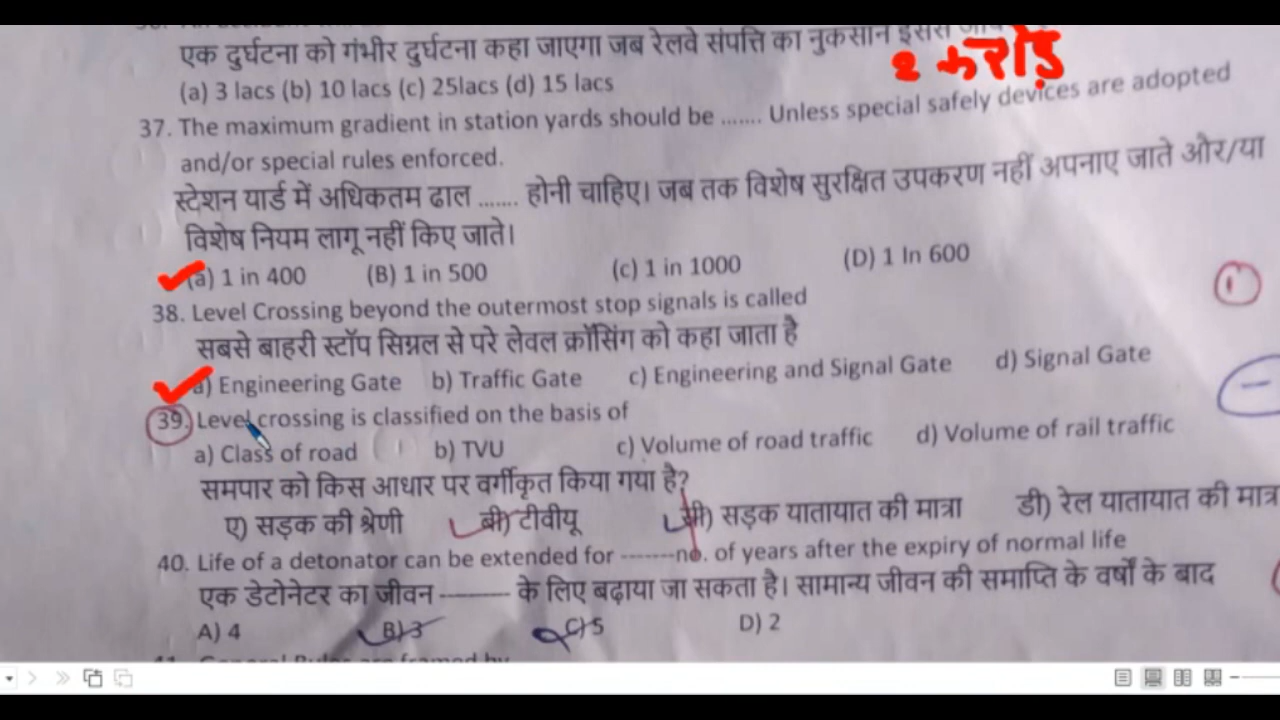 एक दुर्घटना को गंभीर दुर्घटना कहा जाएगा जब रेलवे संपत्ति का नुकसान इससे
2 करोड़
(a) 3 lacs (b) 10 lacs (c) 25lacs (d) 15 lacs
37. The maximum gradient in station yards should be ....... Unless special safely devices are adopted
and/or special rules enforced.
स्टेशन यार्ड में अधिकतम ढाल ....... होनी चाहिए। जब तक विशेष सुरक्षित उपकरण नहीं अपनाए जाते और/या
विशेष नियम लागू नहीं किए जाते।
(a) 1 in 400 (B) 1 in 500 (c) 1 in 1000 (D) 1 In 600
38. Level Crossing beyond the outermost stop signals is called
सबसे बाहरी स्टॉप सिग्नल से परे लेवल क्रॉसिंग को कहा जाता है
a) Engineering Gate b) Traffic Gate c) Engineering and Signal Gate d) Signal Gate
39. Level crossing is classified on the basis of
a) Class of road b) TVU c) Volume of road traffic d) Volume of rail traffic
समपार को किस आधार पर वर्गीकृत किया गया है?
ए) सड़क की श्रेणी बी) टीवीयू सी) सड़क यातायात की मात्रा डी) रेल यातायात की मात्र
40. Life of a detonator can be extended for -------no. of years after the expiry of normal life
एक डेटोनेटर का जीवन ------- के लिए बढ़ाया जा सकता है। सामान्य जीवन की समाप्ति के वर्षों के बाद
A) 4 B) 3 C) 5 D) 2
41. General Rules are framed by